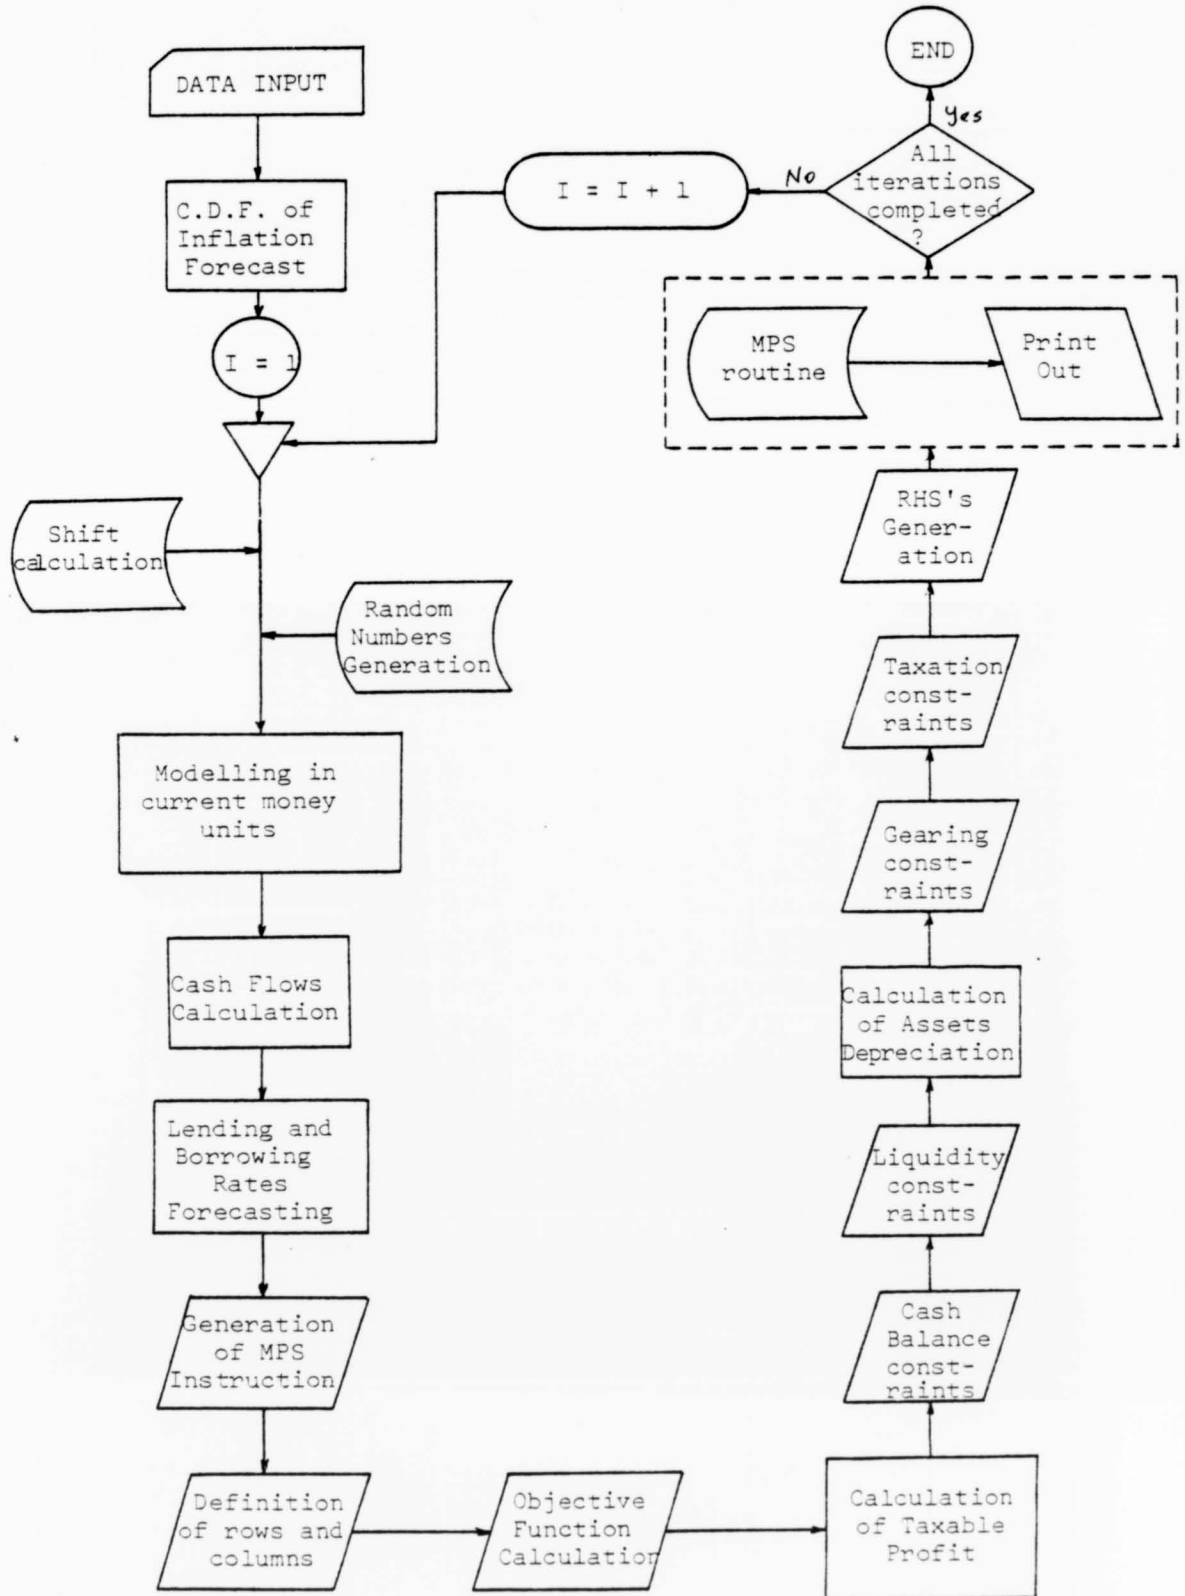 DATA INPUT
C.D.F. of
Inflation
Forecast
I = 1
Shift
calculation
Random
Numbers
Generation
Modelling in
current money
units
Cash Flows
Calculation
Lending and
Borrowing
Rates
Forecasting
Generation
of MPS
Instruction
Definition
of rows and
columns
Objective
Function
Calculation
Calculation
of Taxable
Profit
Cash
Balance
const-
raints
Liquidity
const-
raints
Calculation
of Assets
Depreciation
Gearing
const-
raints
Taxation
const-
raints
RHS's
Gener-
ation
MPS
routine
Print
Out
All
iterations
completed
?
No
I = I + 1
Yes
END